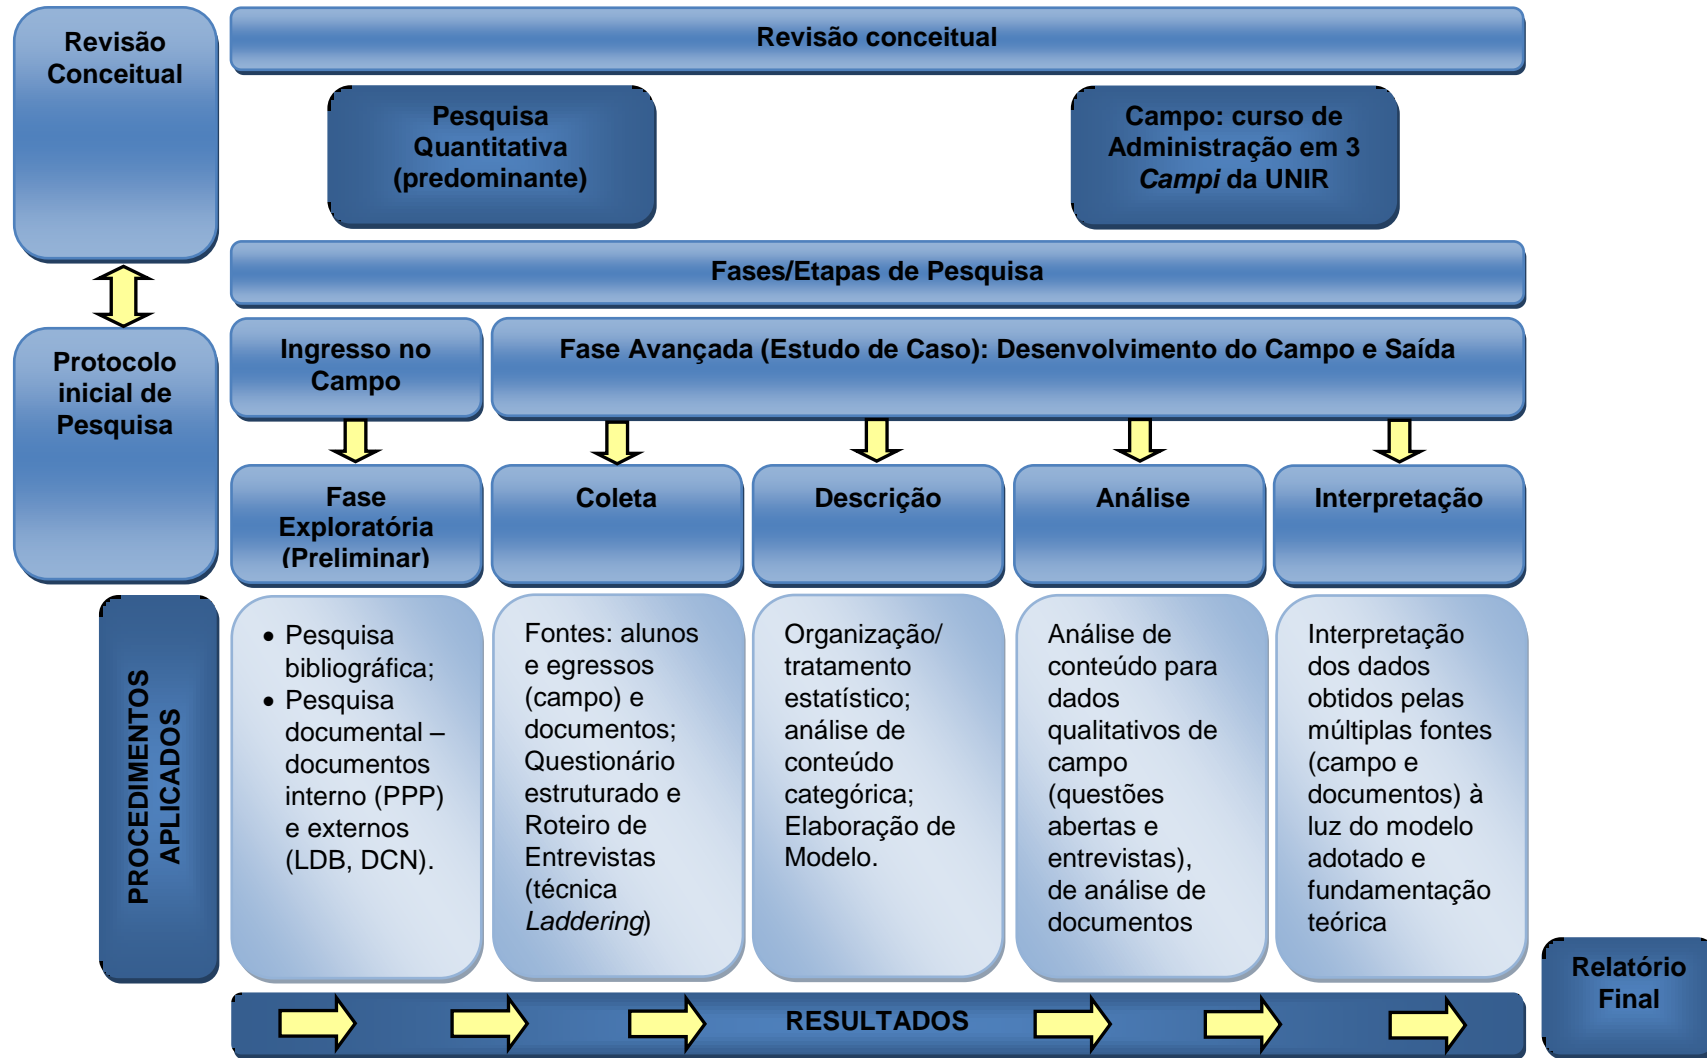 Revisão
Conceitual
Revisão conceitual
Pesquisa
Quantitativa
(predominante)
Campo: curso de
Administração em 3
Campi da UNIR
Fases/Etapas de Pesquisa
Protocolo
inicial de
Pesquisa
Ingresso no
Campo
Fase Avançada (Estudo de Caso): Desenvolvimento do Campo e Saída
Fase
Exploratória
(Preliminar)
Coleta
Descrição
Análise
Interpretação
PROCEDIMENTOS
APLICADOS
• Pesquisa
bibliográfica;
• Pesquisa
documental –
documentos
interno (PPP)
e externos
(LDB, DCN).
Fontes: alunos
e egressos
(campo) e
documentos;
Questionário
estruturado e
Roteiro de
Entrevistas
(técnica
Laddering)
Organização/
tratamento
estatístico;
análise de
conteúdo
categórica;
Elaboração de
Modelo.
Análise de
conteúdo para
dados
qualitativos de
campo
(questões
abertas e
entrevistas),
de análise de
documentos
Interpretação
dos dados
obtidos pelas
múltiplas fontes
(campo e
documentos) à
luz do modelo
adotado e
fundamentação
teórica
RESULTADOS
Relatório
Final